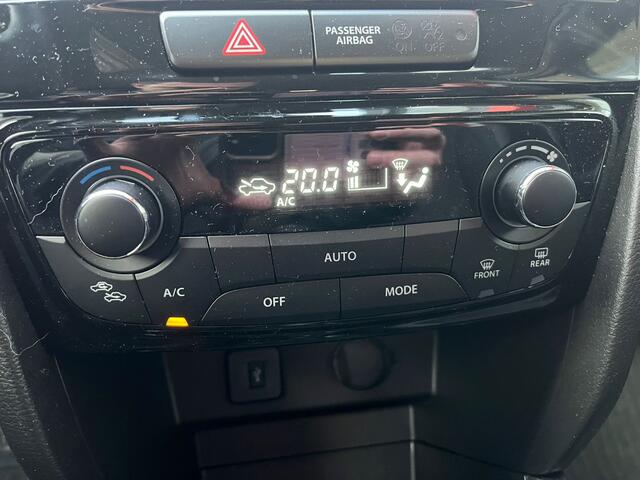 PASSENGER
AIRBAG
ON OFF
20.0
A/C
AUTO
A/C
OFF
MODE
FRONT
REAR